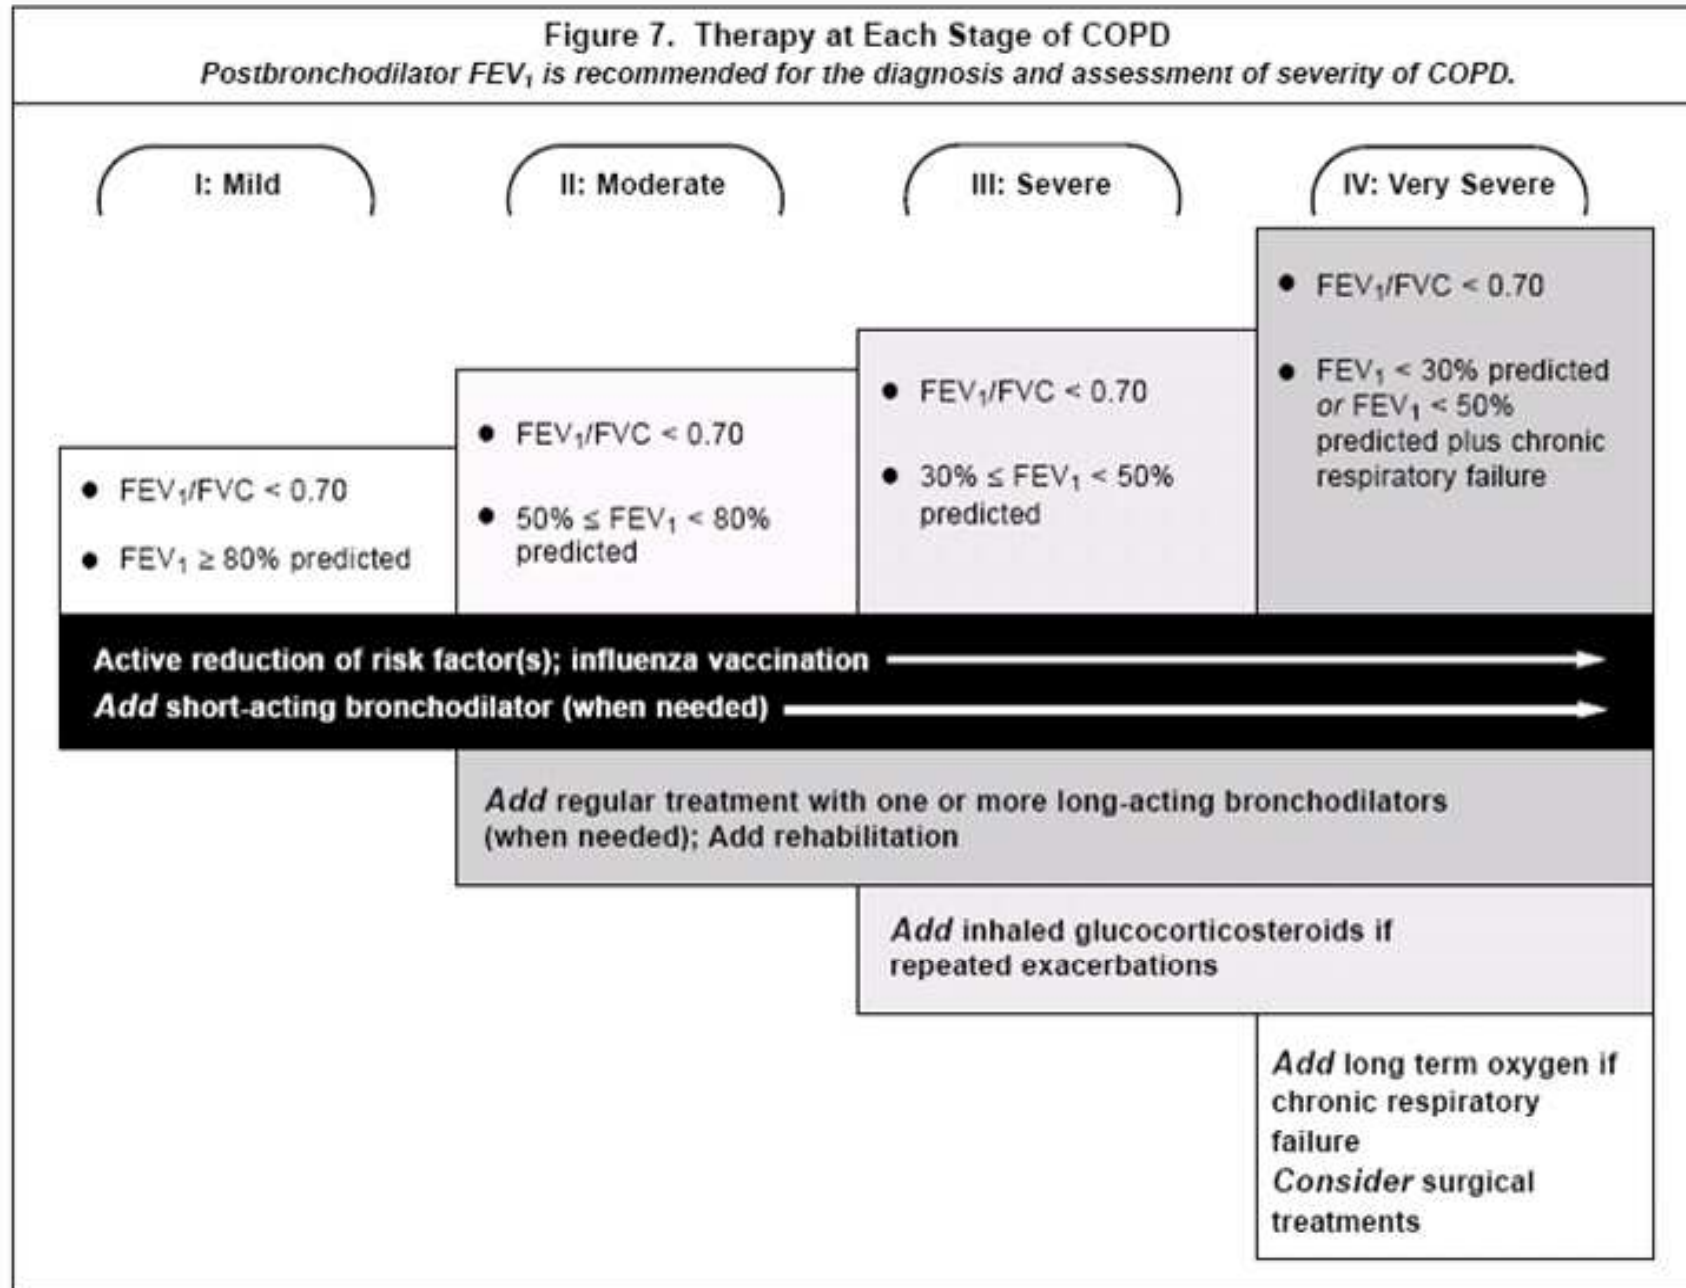 Figure 7. Therapy at Each Stage of COPD
Postbronchodilator FEV₁ is recommended for the diagnosis and assessment of severity of COPD.
I: Mild
II: Moderate
III: Severe
IV: Very Severe
● FEV₁/FVC < 0.70
● FEV₁ ≥ 80% predicted
● FEV₁/FVC < 0.70
● 50% ≤ FEV₁ < 80%
predicted
● FEV₁/FVC < 0.70
● 30% ≤ FEV₁ < 50%
predicted
● FEV₁/FVC < 0.70
● FEV₁ < 30% predicted
or FEV₁ < 50%
predicted plus chronic
respiratory failure
Active reduction of risk factor(s); influenza vaccination
Add short-acting bronchodilator (when needed)
Add regular treatment with one or more long-acting bronchodilators
(when needed); Add rehabilitation
Add inhaled glucocorticosteroids if
repeated exacerbations
Add long term oxygen if
chronic respiratory
failure
Consider surgical
treatments